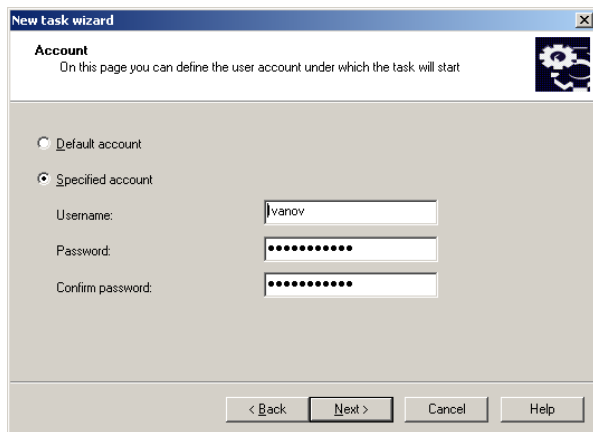 New task wizard
Account
On this page you can define the user account under which the task will start
Default account
Specified account
Username: Ivanov
Password: ●●●●●●●●●●●
Confirm password: ●●●●●●●●●●●
< Back Next > Cancel Help